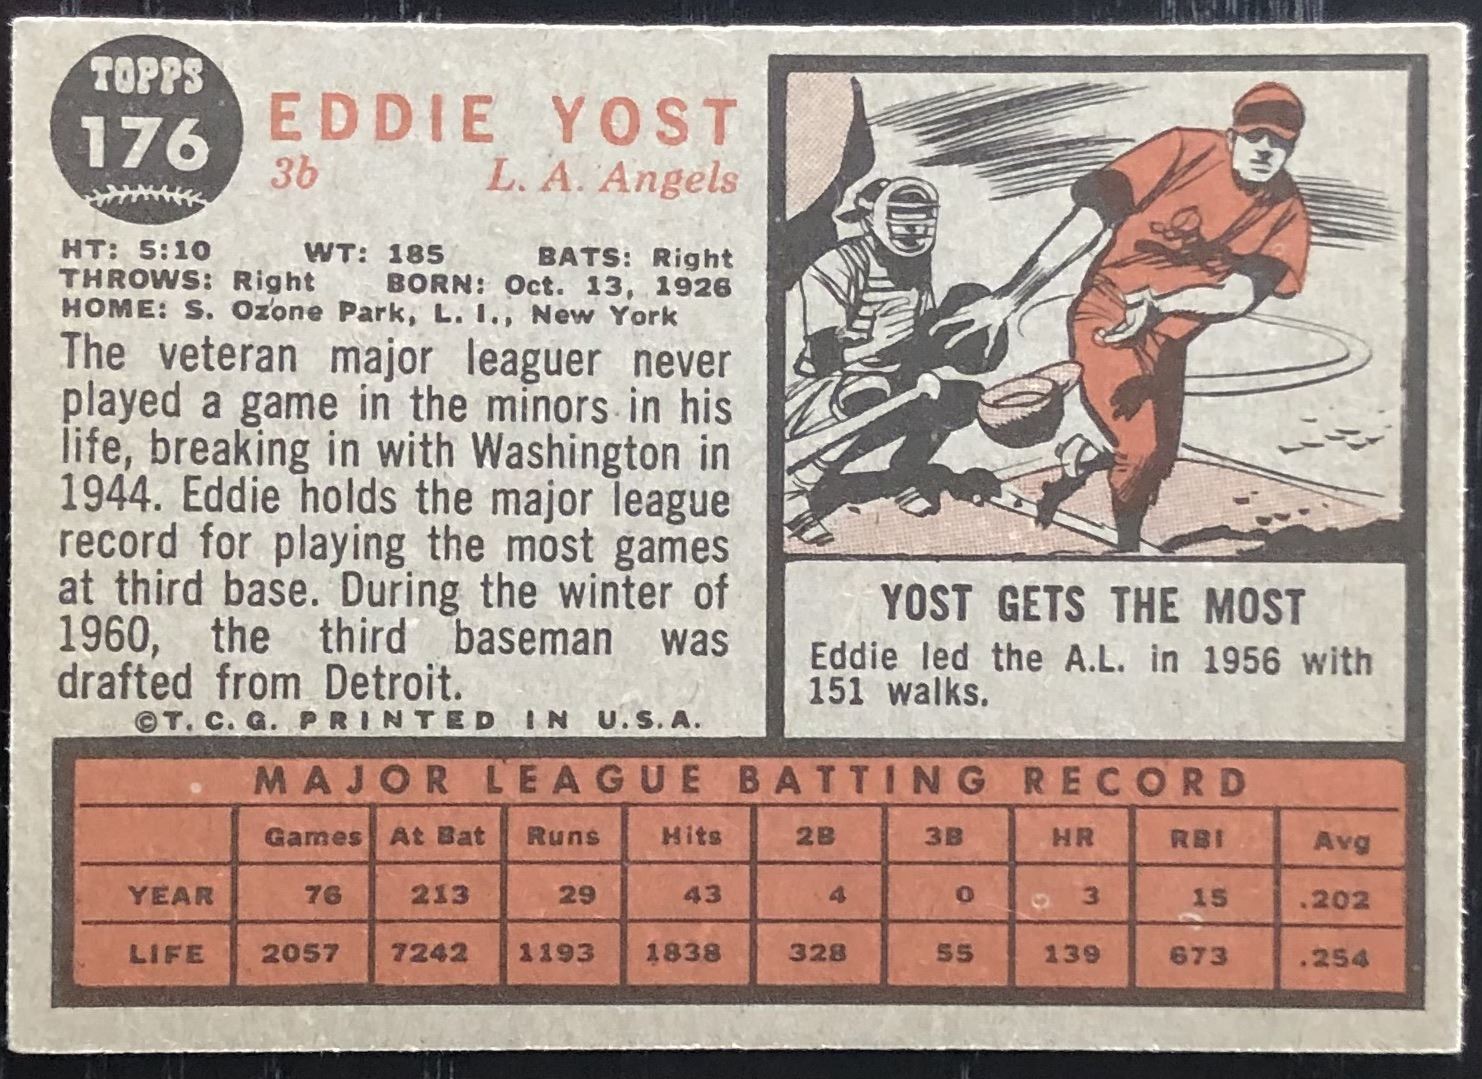 TOPPS
176
EDDIE YOST
3b L. A. Angels
HT: 5:10 WT: 185 BATS: Right
THROWS: Right BORN: Oct. 13, 1926
HOME: S. Ozone Park, L. I., New York
The veteran major leaguer never
played a game in the minors in his
life, breaking in with Washington in
1944. Eddie holds the major league
record for playing the most games
at third base. During the winter of
1960, the third baseman was
drafted from Detroit.
©T. C. G. PRINTED IN U.S.A.
YOST GETS THE MOST
Eddie led the A.L. in 1956 with
151 walks.
MAJOR LEAGUE BATTING RECORD
Games At Bat Runs Hits 2B 3B HR RBI Avg
YEAR 76 213 29 43 4 0 3 15 .202
LIFE 2057 7242 1193 1838 328 55 139 673 .254